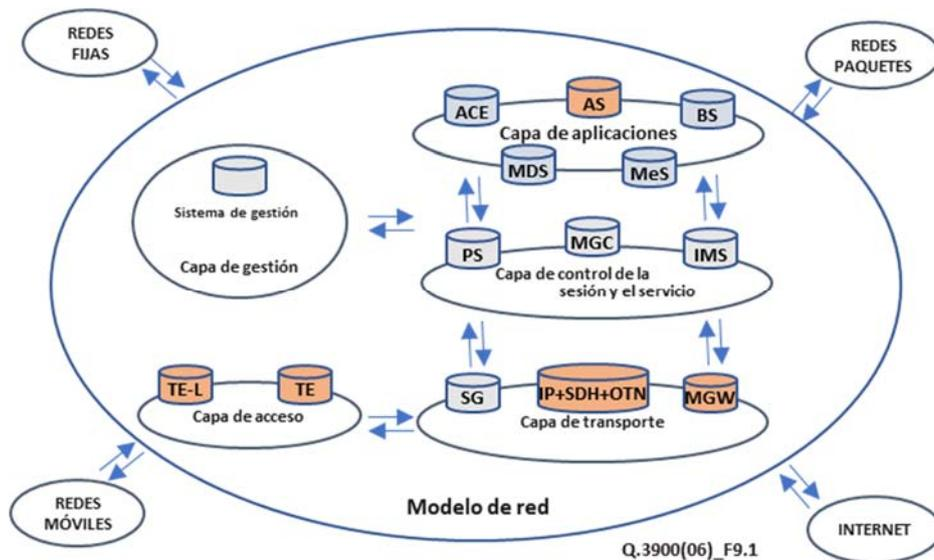 REDES
FIJAS
REDES
PAQUETES
ACE
AS
BS
Capa de aplicaciones
MDS
MeS
Sistema de gestión
Capa de gestión
PS
MGC
IMS
Capa de control de la
sesión y el servicio
TE-L
TE
Capa de acceso
SG
IP+SDH+OTN
MGW
Capa de transporte
REDES
MÓVILES
Modelo de red
INTERNET
Q.3900(06)_F9.1